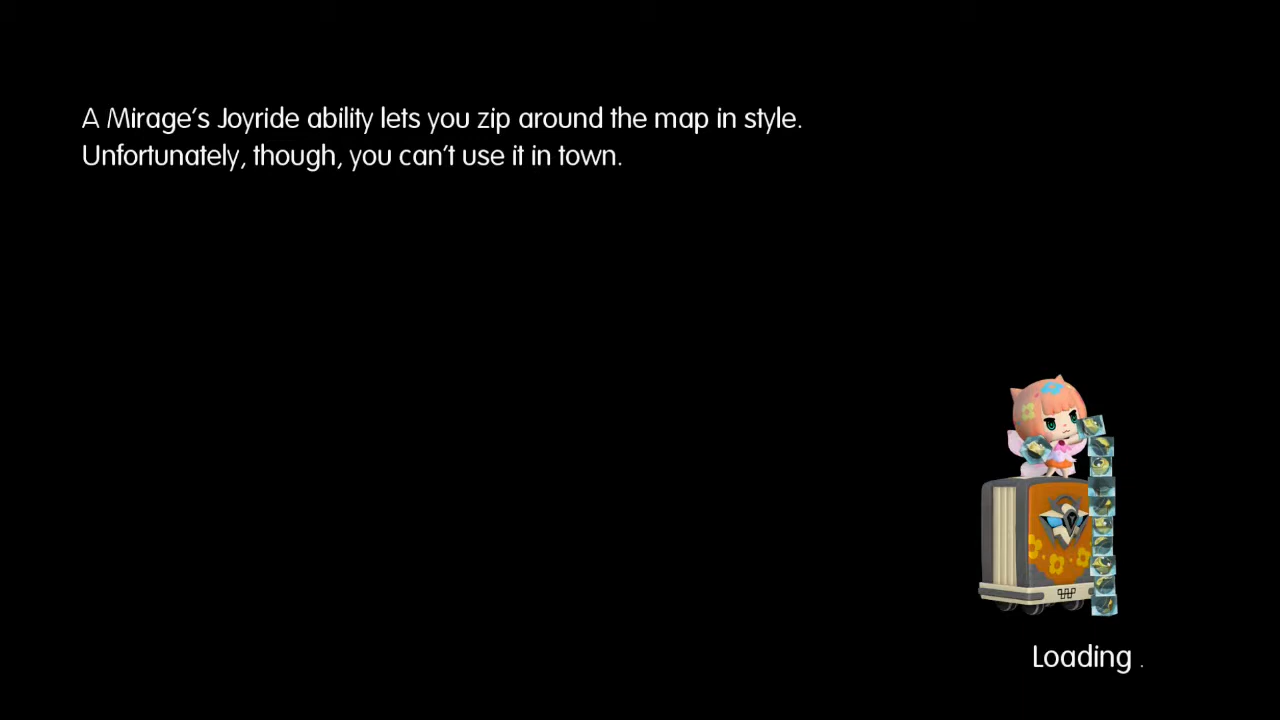 A Mirage's Joyride ability lets you zip around the map in style.
Unfortunately, though, you can't use it in town.
Loading .